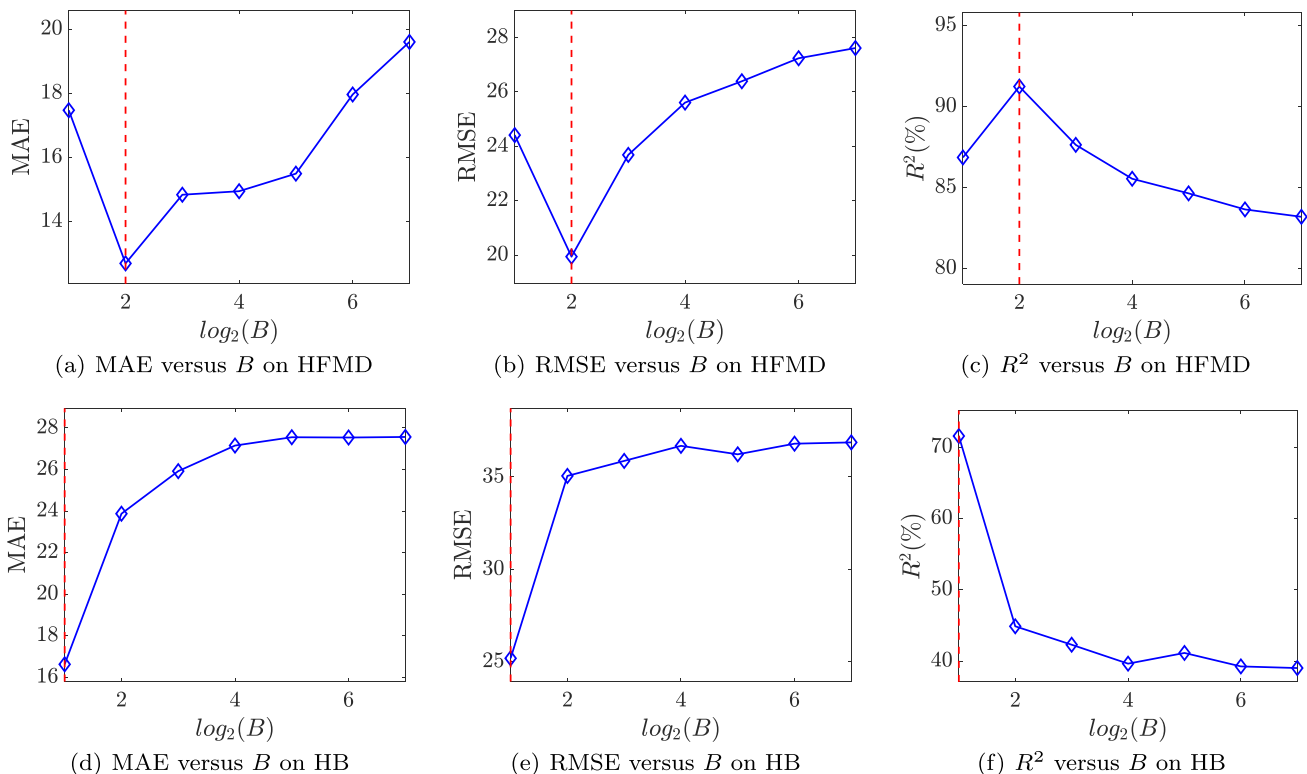 20
18
16
14
MAE
2 4 6
log₂(B)
(a) MAE versus B on HFMD
28
26
24
22
20
RMSE
2 4 6
log₂(B)
(b) RMSE versus B on HFMD
95
90
85
80
R²(%)
2 4 6
log₂(B)
(c) R² versus B on HFMD
28
26
24
22
20
18
16
MAE
2 4 6
log₂(B)
(d) MAE versus B on HB
35
30
25
RMSE
2 4 6
log₂(B)
(e) RMSE versus B on HB
70
60
50
40
R²(%)
2 4 6
log₂(B)
(f) R² versus B on HB